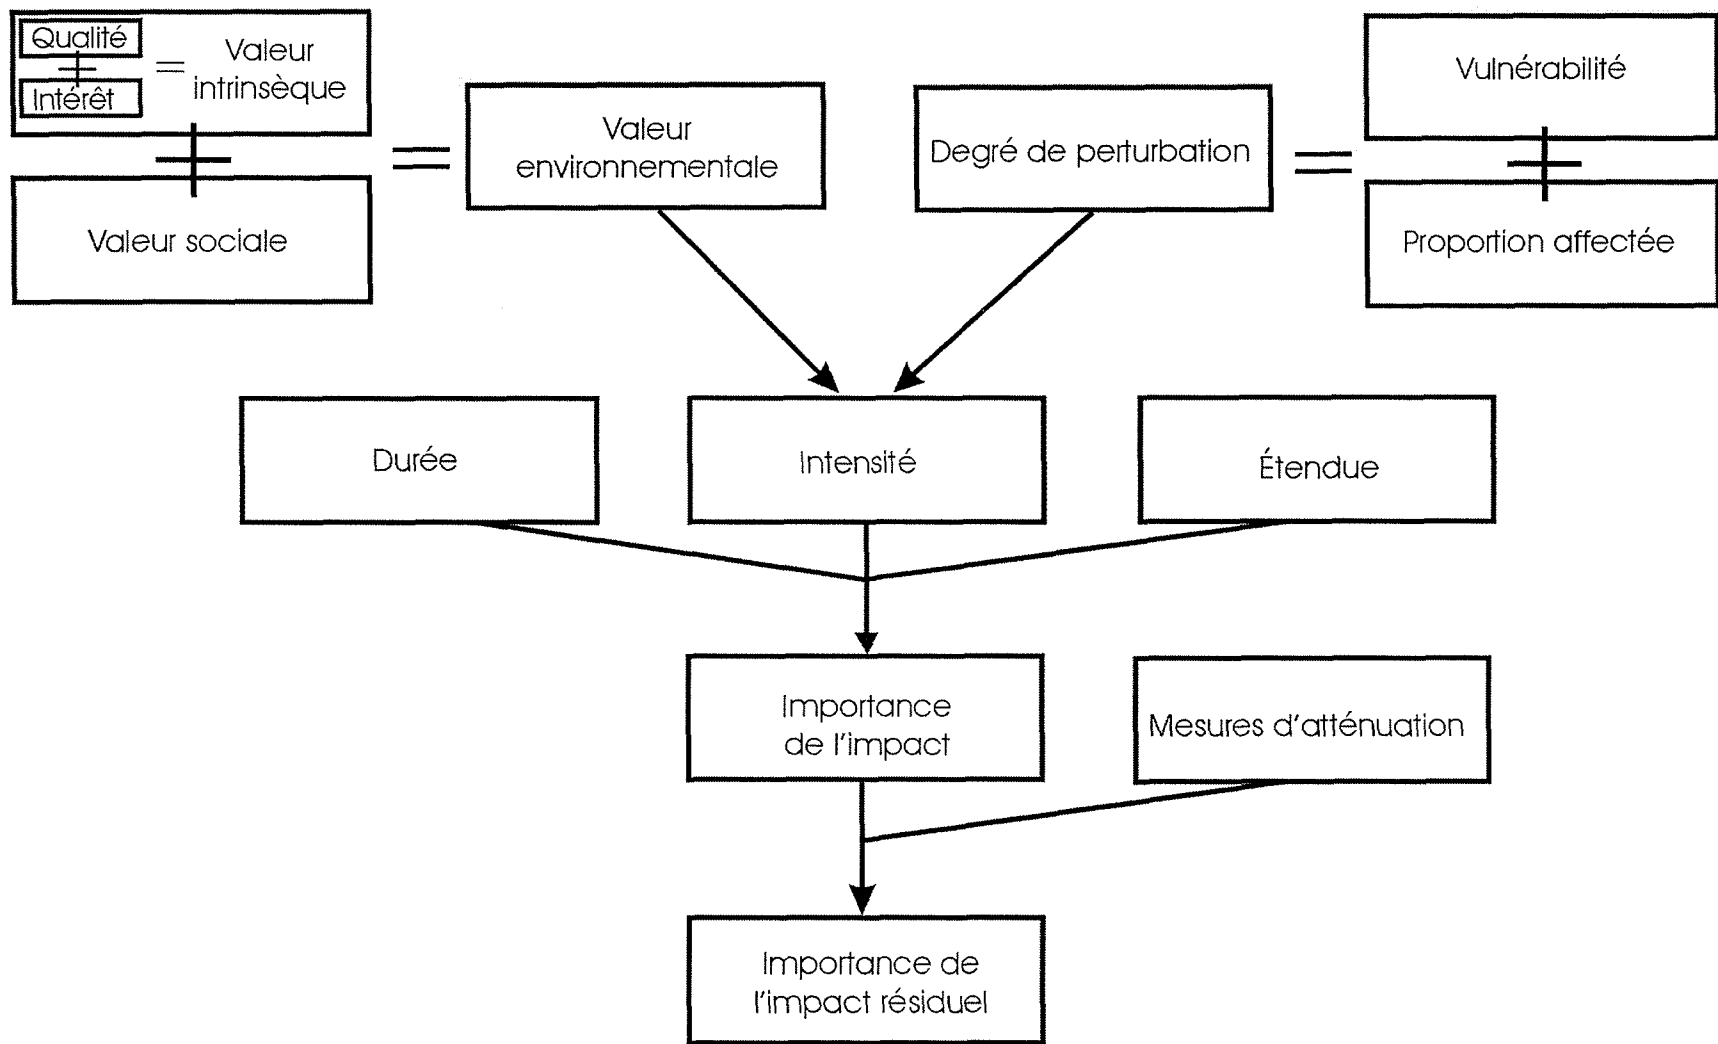 Qualité
+
Intérêt
=
Valeur
intrinsèque
+
Valeur sociale
=
Valeur
environnementale
Degré de perturbation
=
Vulnérabilité
+
Proportion affectée
Durée
Intensité
Étendue
Importance
de l'impact
Mesures d'atténuation
Importance de
l'impact résiduel